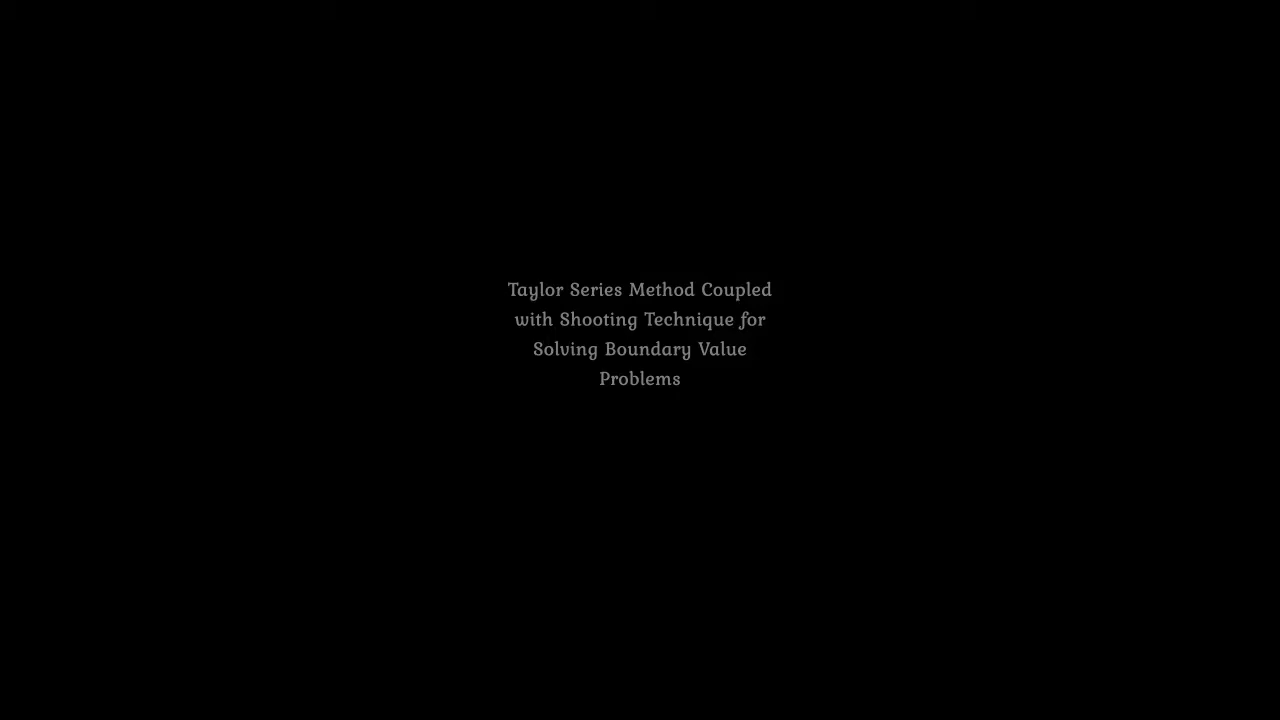 Taylor Series Method Coupled
with Shooting Technique for
Solving Boundary Value
Problems